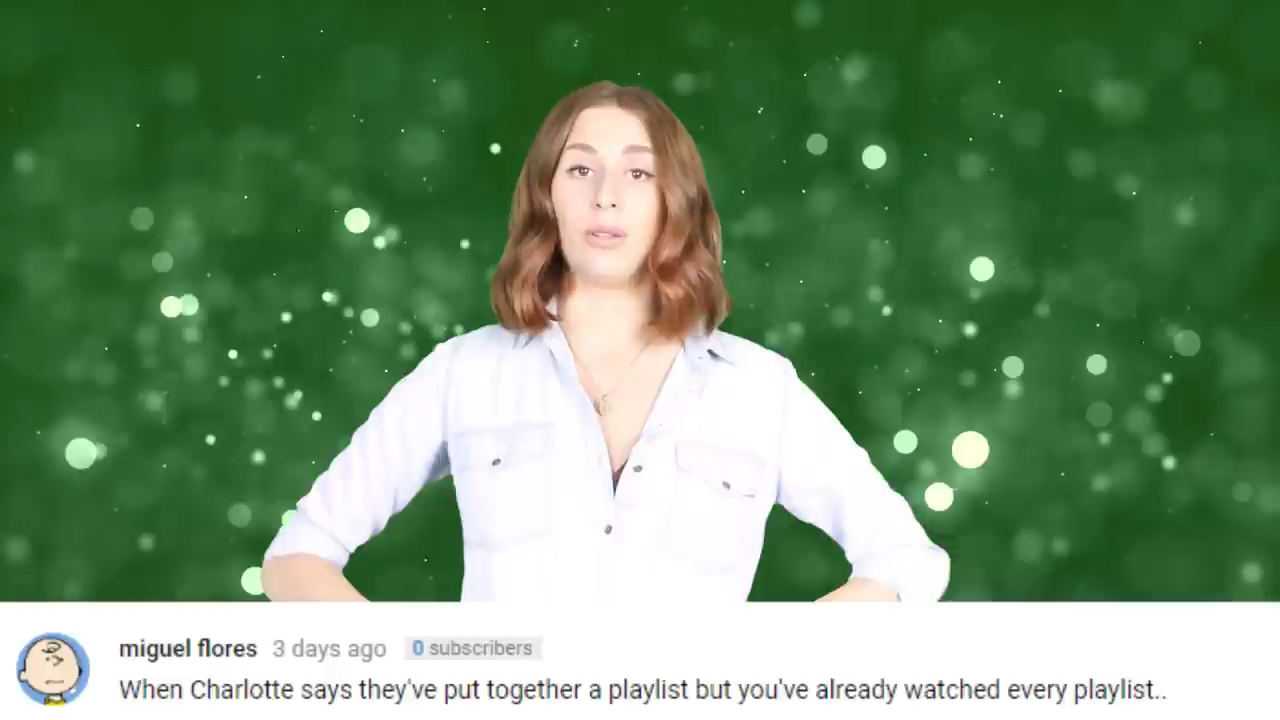 miguel flores 3 days ago 0 subscribers
When Charlotte says they've put together a playlist but you've already watched every playlist..